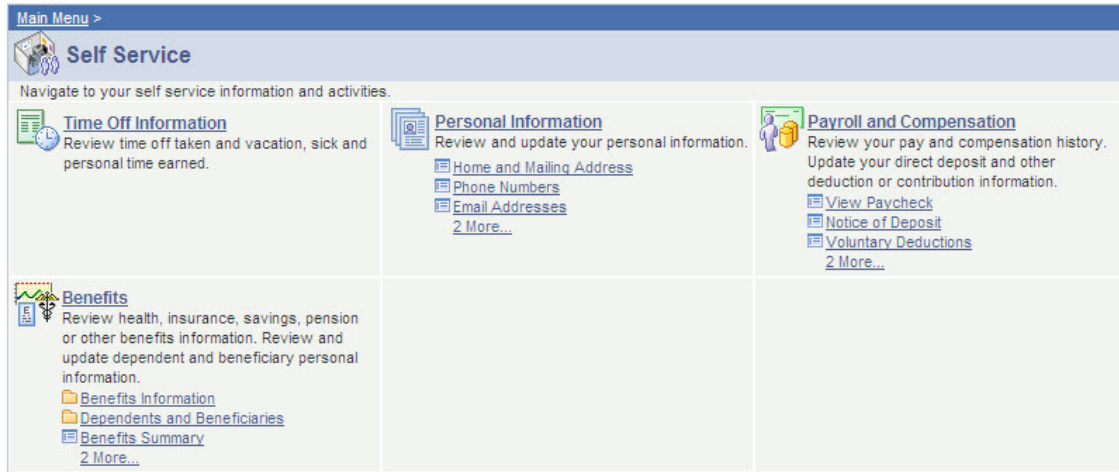 Main Menu >
Self Service
Navigate to your self service information and activities.
Time Off Information
Review time off taken and vacation, sick and
personal time earned.
Personal Information
Review and update your personal information.
Home and Mailing Address
Phone Numbers
Email Addresses
2 More...
Payroll and Compensation
Review your pay and compensation history.
Update your direct deposit and other
deduction or contribution information.
View Paycheck
Notice of Deposit
Voluntary Deductions
2 More...
Benefits
Review health, insurance, savings, pension
or other benefits information. Review and
update dependent and beneficiary personal
information.
Benefits Information
Dependents and Beneficiaries
Benefits Summary
2 More...